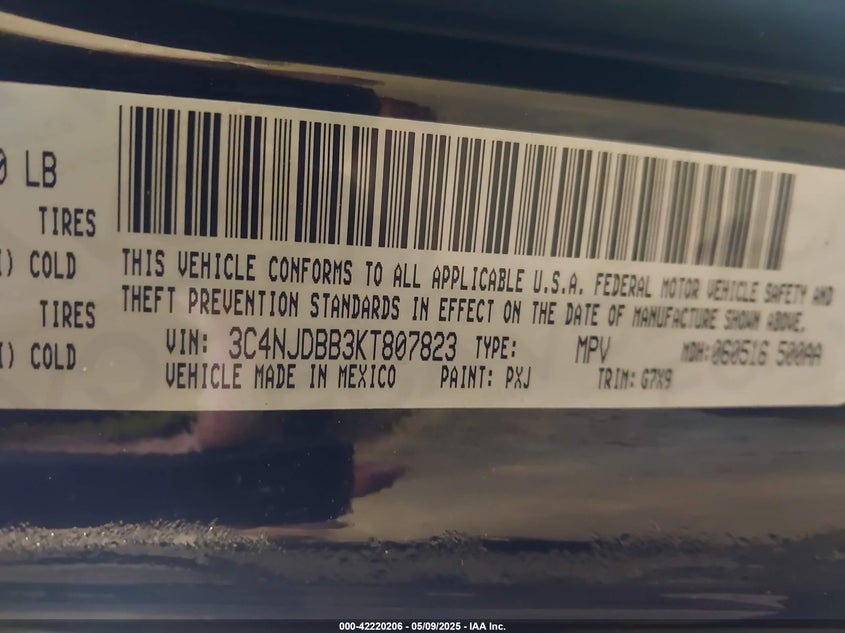 0 LB
TIRES
I) COLD
TIRES
I) COLD
THIS VEHICLE CONFORMS TO ALL APPLICABLE U.S.A. FEDERAL MOTOR VEHICLE SAFETY AND
THEFT PREVENTION STANDARDS IN EFFECT ON THE DATE OF MANUFACTURE SHOWN ABOVE.
VIN: 3C4NJDBB3KT807823 TYPE: MPV MDH: 060516 500AA
VEHICLE MADE IN MEXICO PAINT: PXJ TRIM: G7X9
000-42220206 - 05/09/2025 - IAA Inc.